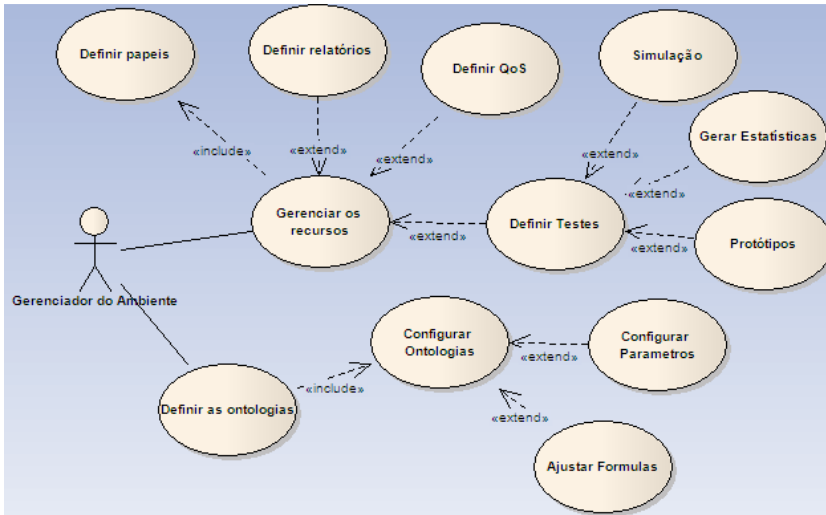 Definir papeis
Definir relatórios
Definir QoS
Simulação
Gerar Estatísticas
«include»
«extend»
«extend»
«extend»
«extend»
Gerenciar os
recursos
Definir Testes
Protótipos
«extend»
«extend»
Gerenciador do Ambiente
Configurar
Ontologias
Configurar
Parametros
«extend»
«include»
Definir as ontologias
«extend»
Ajustar Formulas